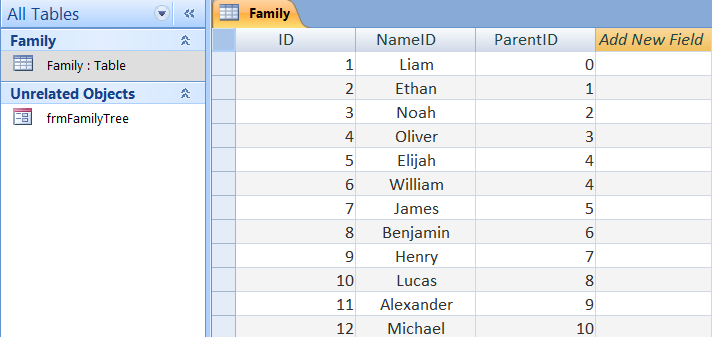 All Tables
Family
Family : Table
Unrelated Objects
frmFamilyTree
Family
ID NameID ParentID Add New Field
1 Liam 0
2 Ethan 1
3 Noah 2
4 Oliver 3
5 Elijah 4
6 William 4
7 James 5
8 Benjamin 6
9 Henry 7
10 Lucas 8
11 Alexander 9
12 Michael 10